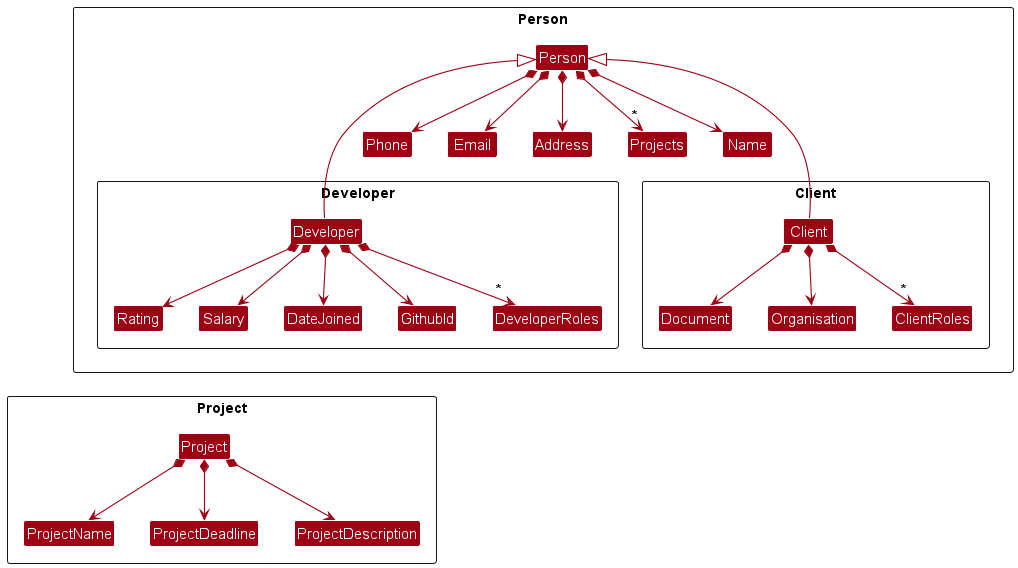 Person
Person
*
Phone
Email
Address
Projects
Name
Developer
Client
Developer
Client
*
*
Rating
Salary
DateJoined
GithubId
DeveloperRoles
Document
Organisation
ClientRoles
Project
Project
ProjectName
ProjectDeadline
ProjectDescription